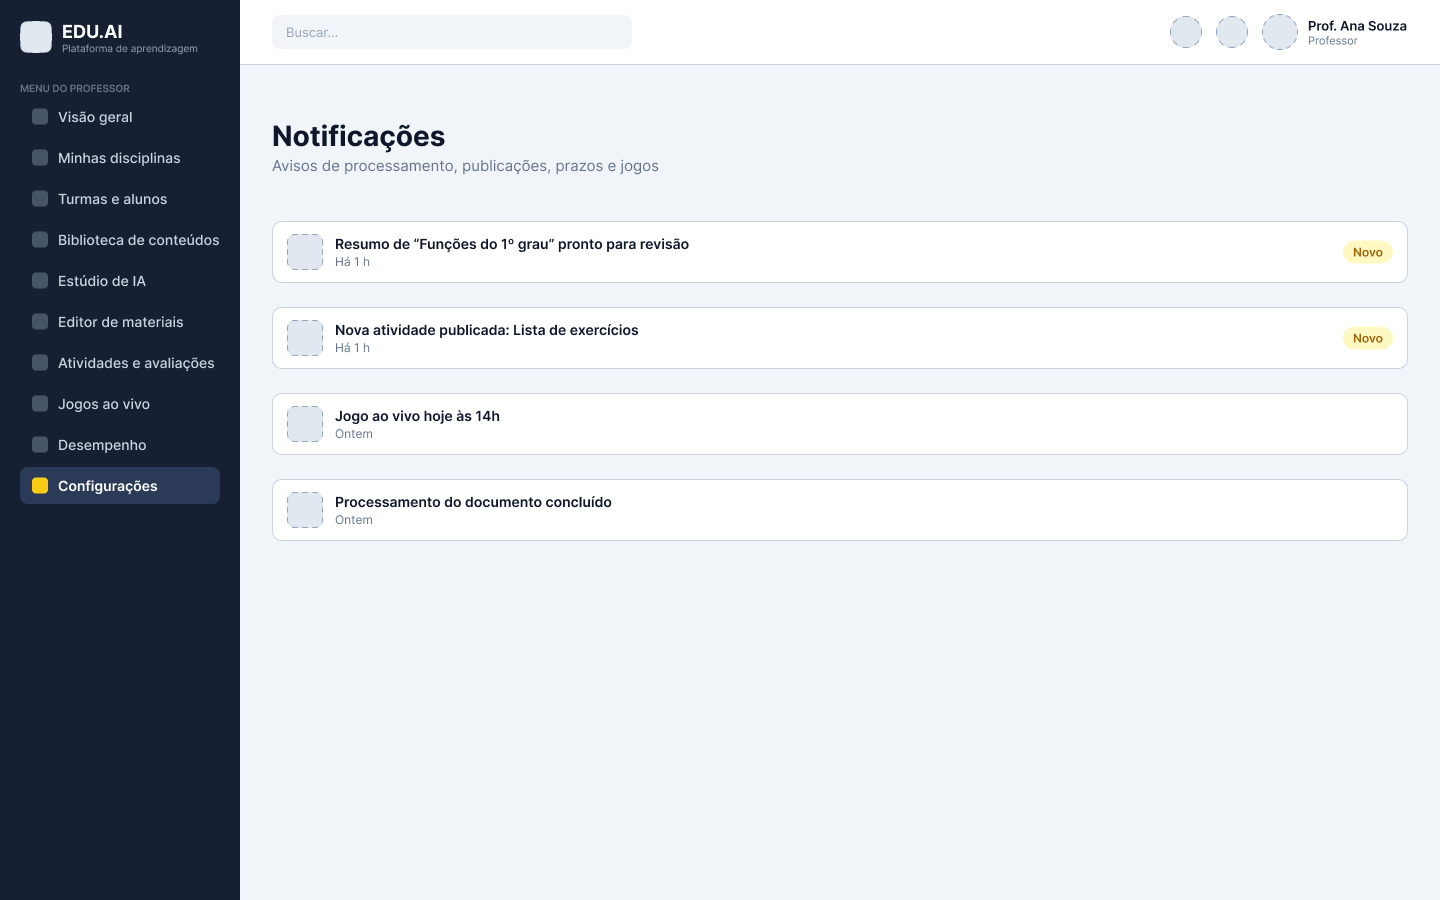 EDU.AI
Plataforma de aprendizagem
MENU DO PROFESSOR
Visão geral
Minhas disciplinas
Turmas e alunos
Biblioteca de conteúdos
Estúdio de IA
Editor de materiais
Atividades e avaliações
Jogos ao vivo
Desempenho
Configurações
Buscar...
Prof. Ana Souza
Professor
Notificações
Avisos de processamento, publicações, prazos e jogos
Resumo de “Funções do 1º grau” pronto para revisão
Há 1 h
Novo
Nova atividade publicada: Lista de exercícios
Há 1 h
Novo
Jogo ao vivo hoje às 14h
Ontem
Processamento do documento concluído
Ontem